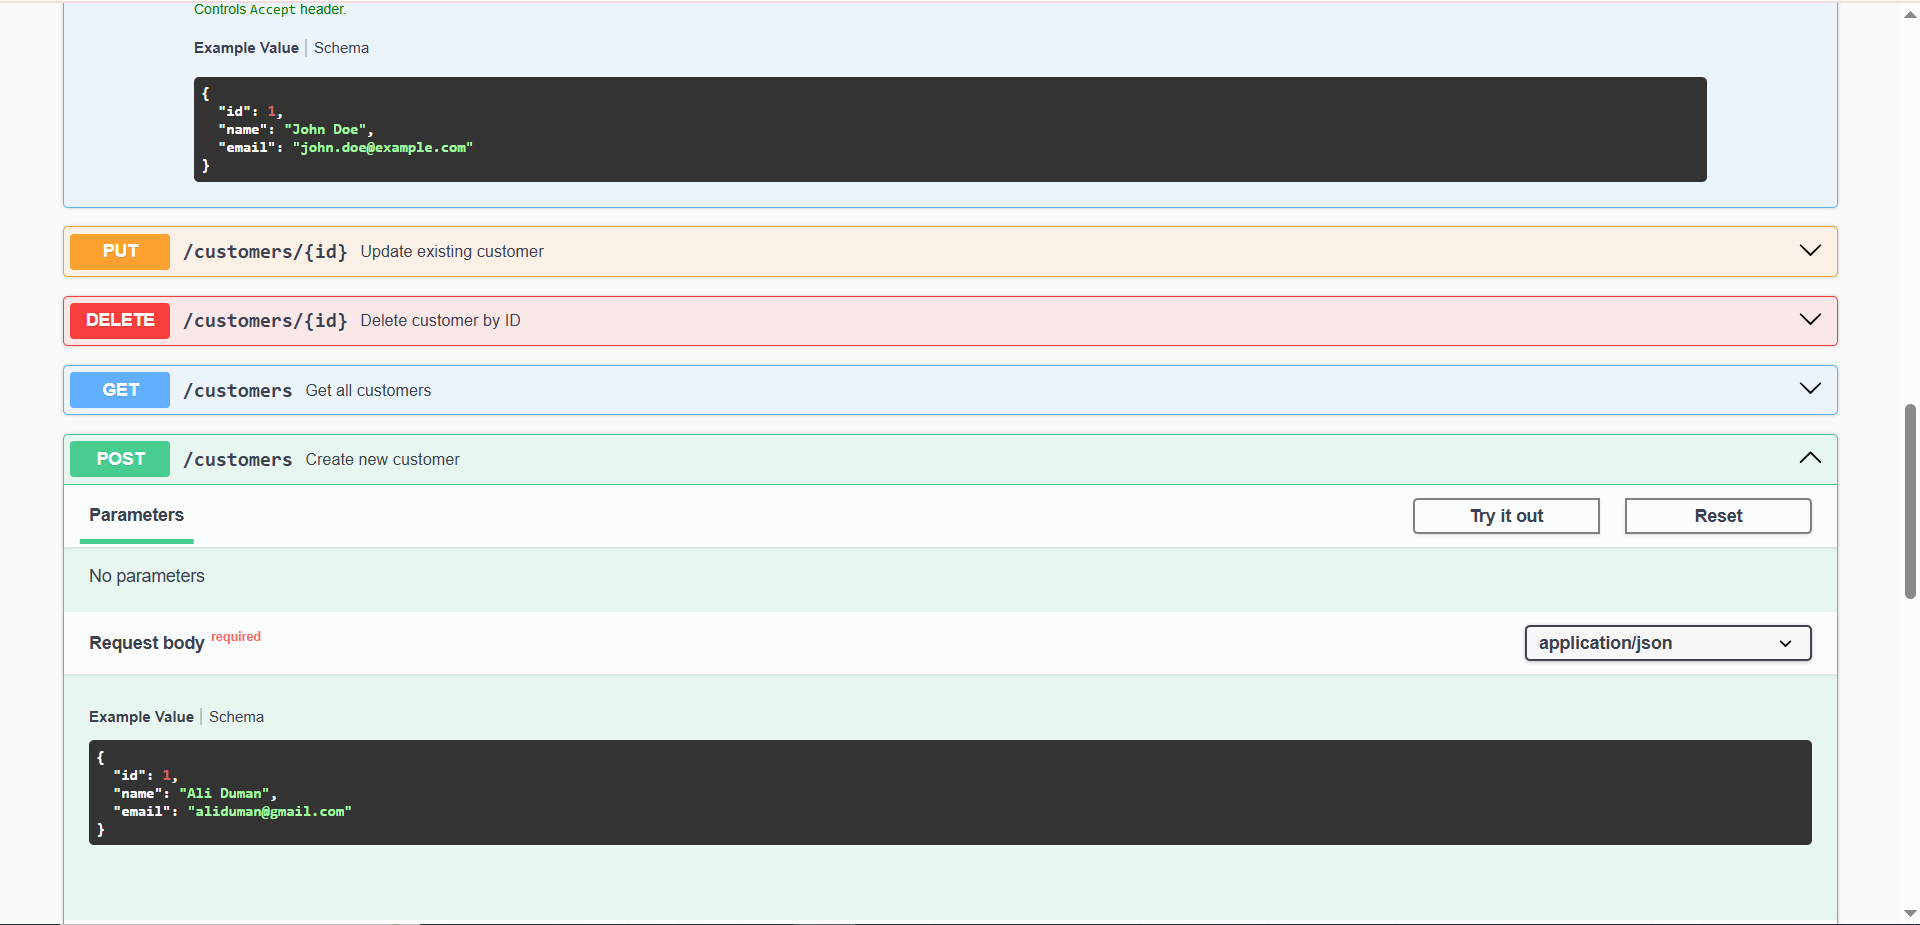 Controls Accept header.
Example Value | Schema
{
  "id": 1,
  "name": "John Doe",
  "email": "john.doe@example.com"
}
PUT /customers/{id} Update existing customer
DELETE /customers/{id} Delete customer by ID
GET /customers Get all customers
POST /customers Create new customer
Parameters Try it out Reset
No parameters
Request body required application/json
Example Value | Schema
{
  "id": 1,
  "name": "Ali Duman",
  "email": "aliduman@gmail.com"
}